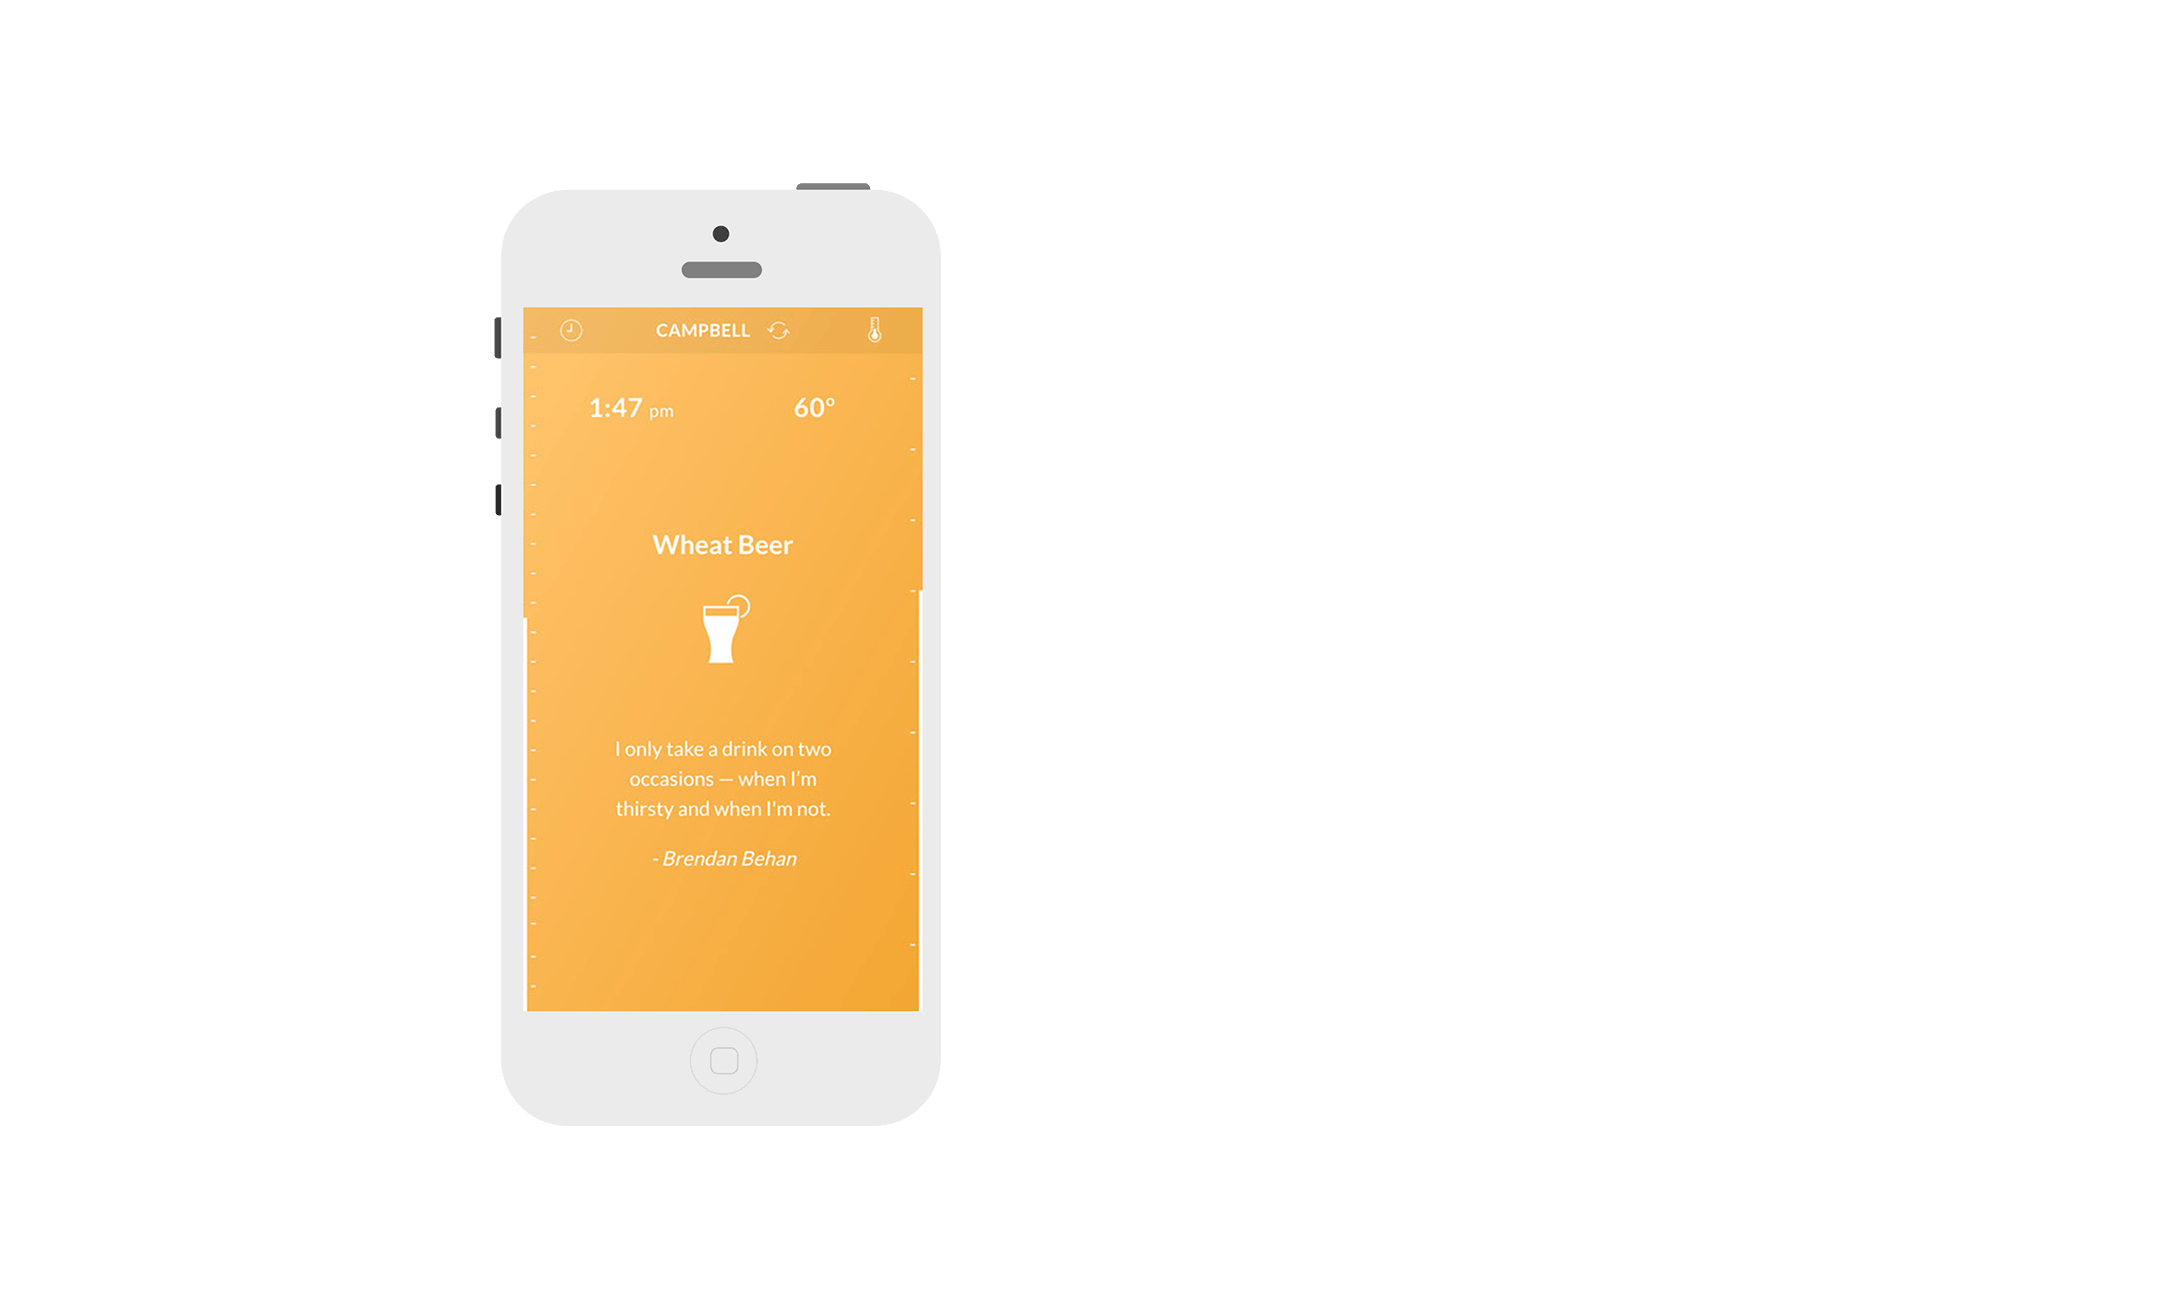 CAMPBELL
1:47 pm
60°
Wheat Beer
I only take a drink on two
occasions — when I’m
thirsty and when I'm not.
- Brendan Behan